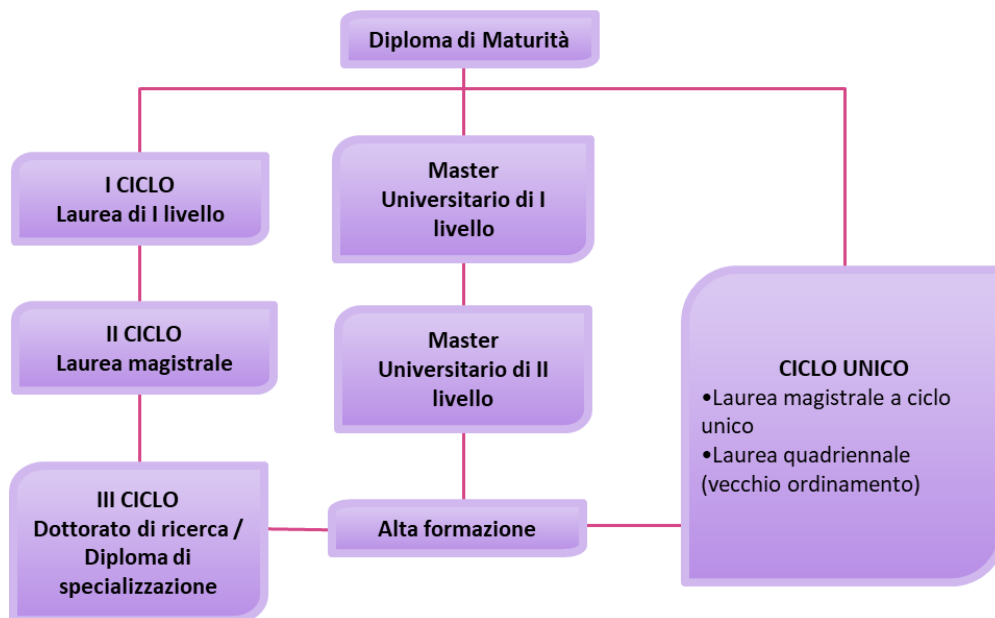 Diploma di Maturità
I CICLO
Laurea di I livello
Master
Universitario di I
livello
II CICLO
Laurea magistrale
Master
Universitario di II
livello
CICLO UNICO
•Laurea magistrale a ciclo
unico
•Laurea quadriennale
(vecchio ordinamento)
III CICLO
Dottorato di ricerca /
Diploma di
specializzazione
Alta formazione